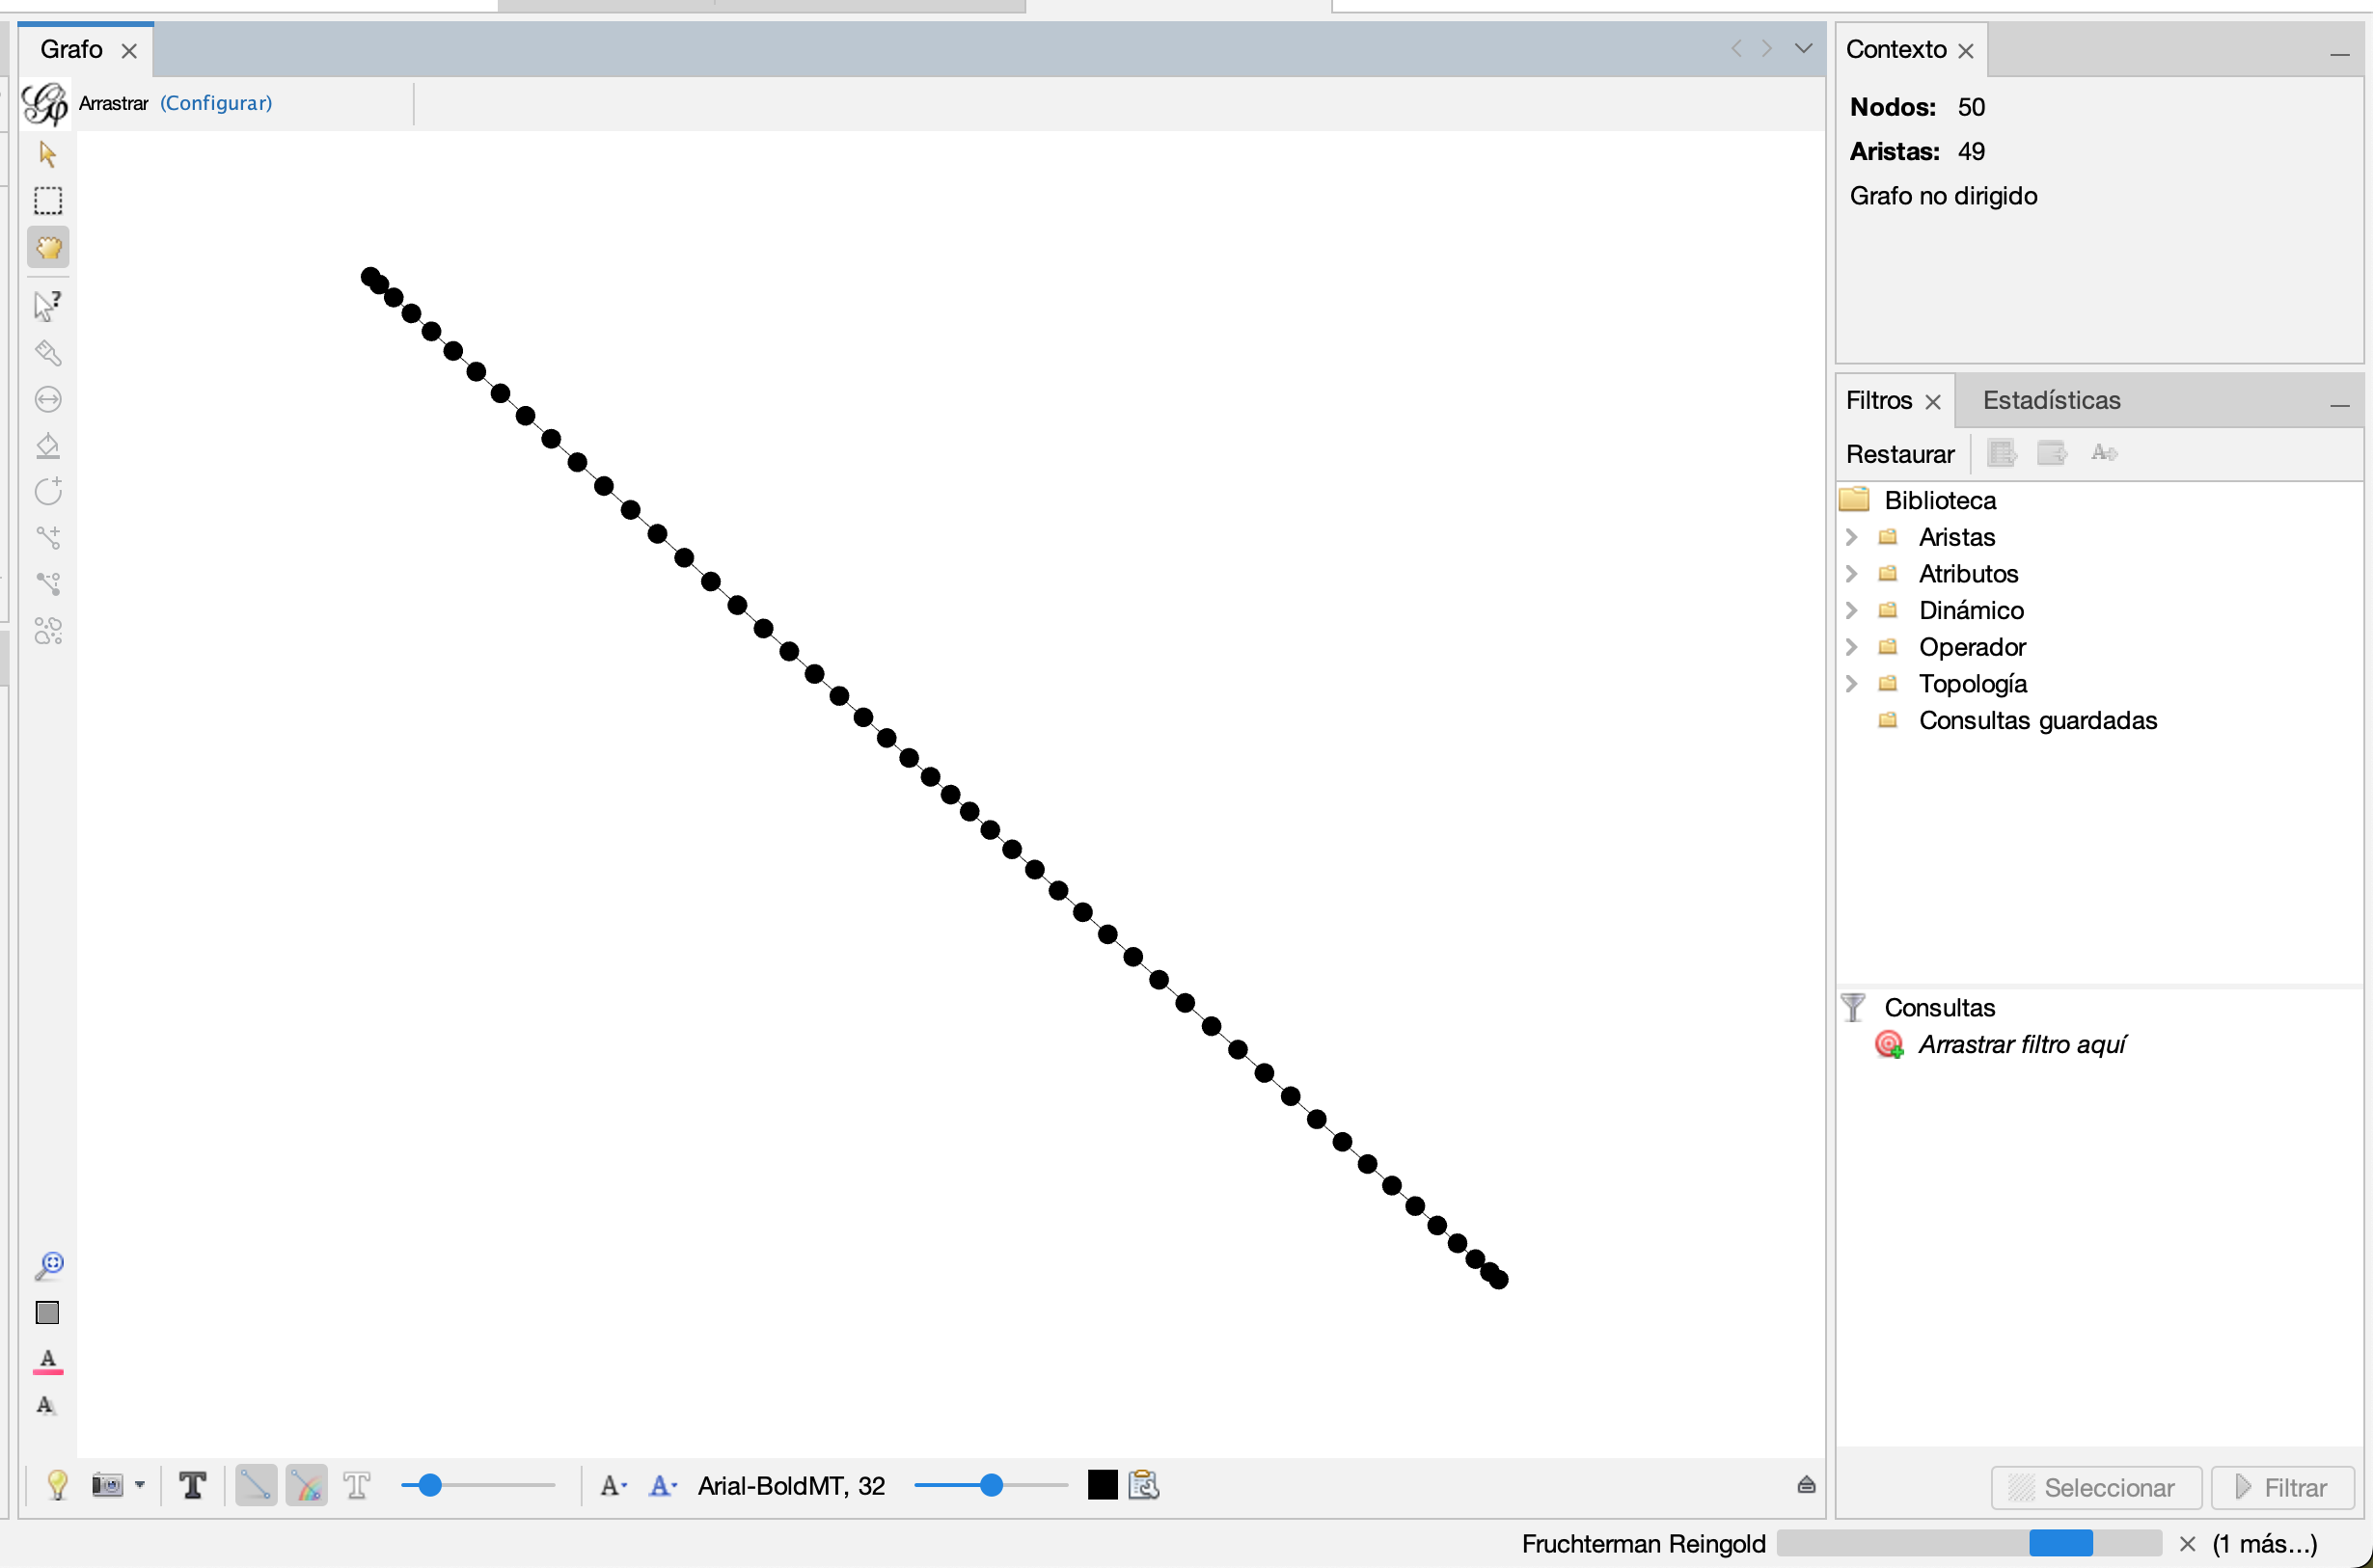 Grafo
Arrastrar (Configurar)
Arial-BoldMT, 32
Contexto
Nodos: 50
Aristas: 49
Grafo no dirigido
Filtros Estadísticas
Restaurar
Biblioteca
Aristas
Atributos
Dinámico
Operador
Topología
Consultas guardadas
Consultas
Arrastrar filtro aquí
Seleccionar Filtrar
Fruchterman Reingold (1 más...)